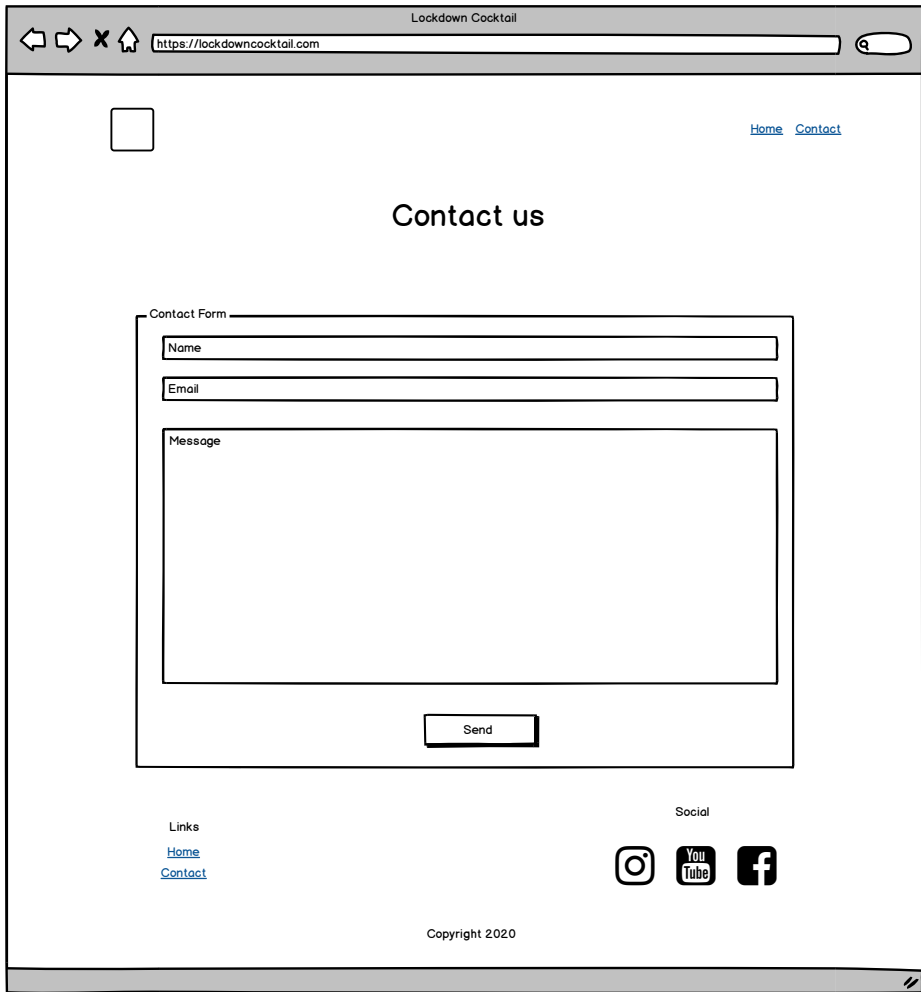 Lockdown Cocktail
https://lockdowncocktail.com
Home Contact
Contact us
Contact Form
Name
Email
Message
Send
Social
Links
Home
Contact
You
Tube
f
Copyright 2020